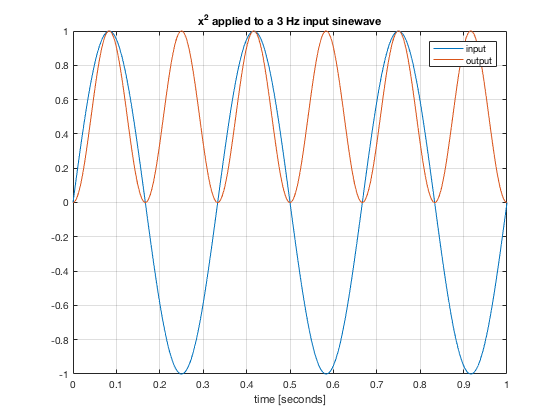 x² applied to a 3 Hz input sinewave
input
output
1
0.8
0.6
0.4
0.2
0
-0.2
-0.4
-0.6
-0.8
-1
0 0.1 0.2 0.3 0.4 0.5 0.6 0.7 0.8 0.9 1
time [seconds]